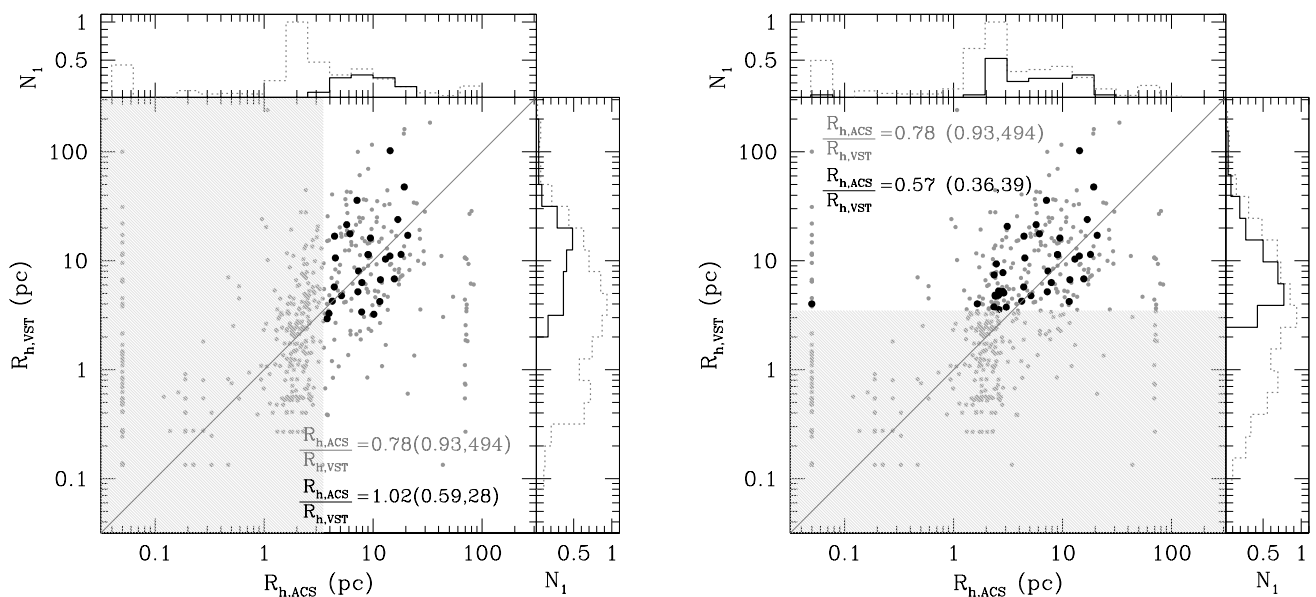 1
0.5
N1
100
10
1
0.1
Rh,VST (pc)
Rh,ACS
Rh,VST
=0.78(0.93,494)
Rh,ACS
Rh,VST
=1.02(0.59,28)
0.1 1 10 100
Rh,ACS (pc)
0.5 1
N1
1
0.5
N1
Rh,ACS
Rh,VST
=0.78 (0.93,494)
Rh,ACS
Rh,VST
=0.57 (0.36,39)
100
10
1
0.1
Rh,VST (pc)
0.1 1 10 100
Rh,ACS (pc)
0.5 1
N1